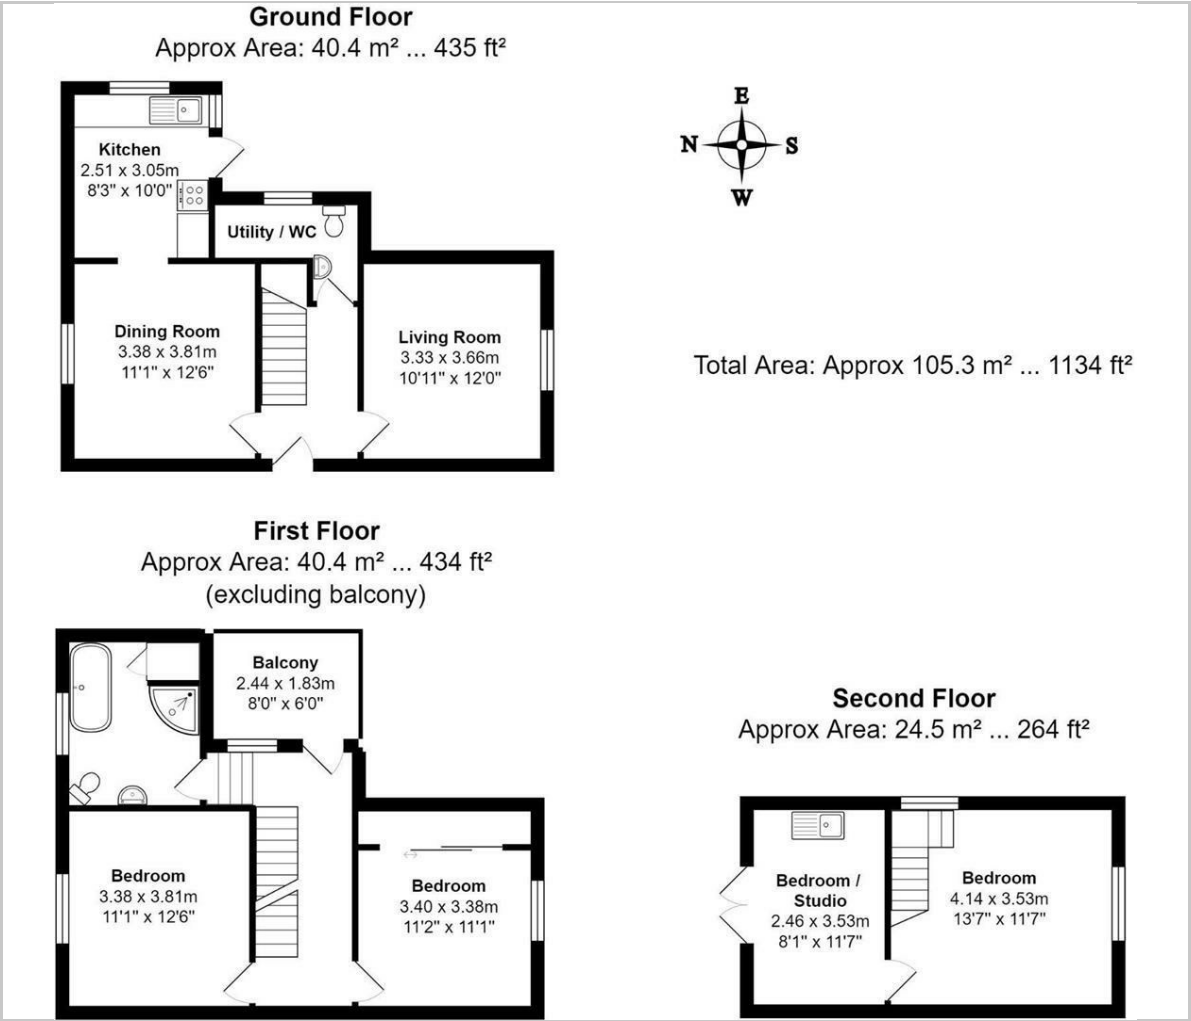 Ground Floor
Approx Area: 40.4 m² ... 435 ft²
Kitchen
2.51 x 3.05m
8'3" x 10'0"
Utility / WC
Dining Room
3.38 x 3.81m
11'1" x 12'6"
Living Room
3.33 x 3.66m
10'11" x 12'0"
E
N
S
W
Total Area: Approx 105.3 m² ... 1134 ft²
First Floor
Approx Area: 40.4 m² ... 434 ft²
(excluding balcony)
Balcony
2.44 x 1.83m
8'0" x 6'0"
Bedroom
3.38 x 3.81m
11'1" x 12'6"
Bedroom
3.40 x 3.38m
11'2" x 11'1"
Second Floor
Approx Area: 24.5 m² ... 264 ft²
Bedroom /
Studio
2.46 x 3.53m
8'1" x 11'7"
Bedroom
4.14 x 3.53m
13'7" x 11'7"